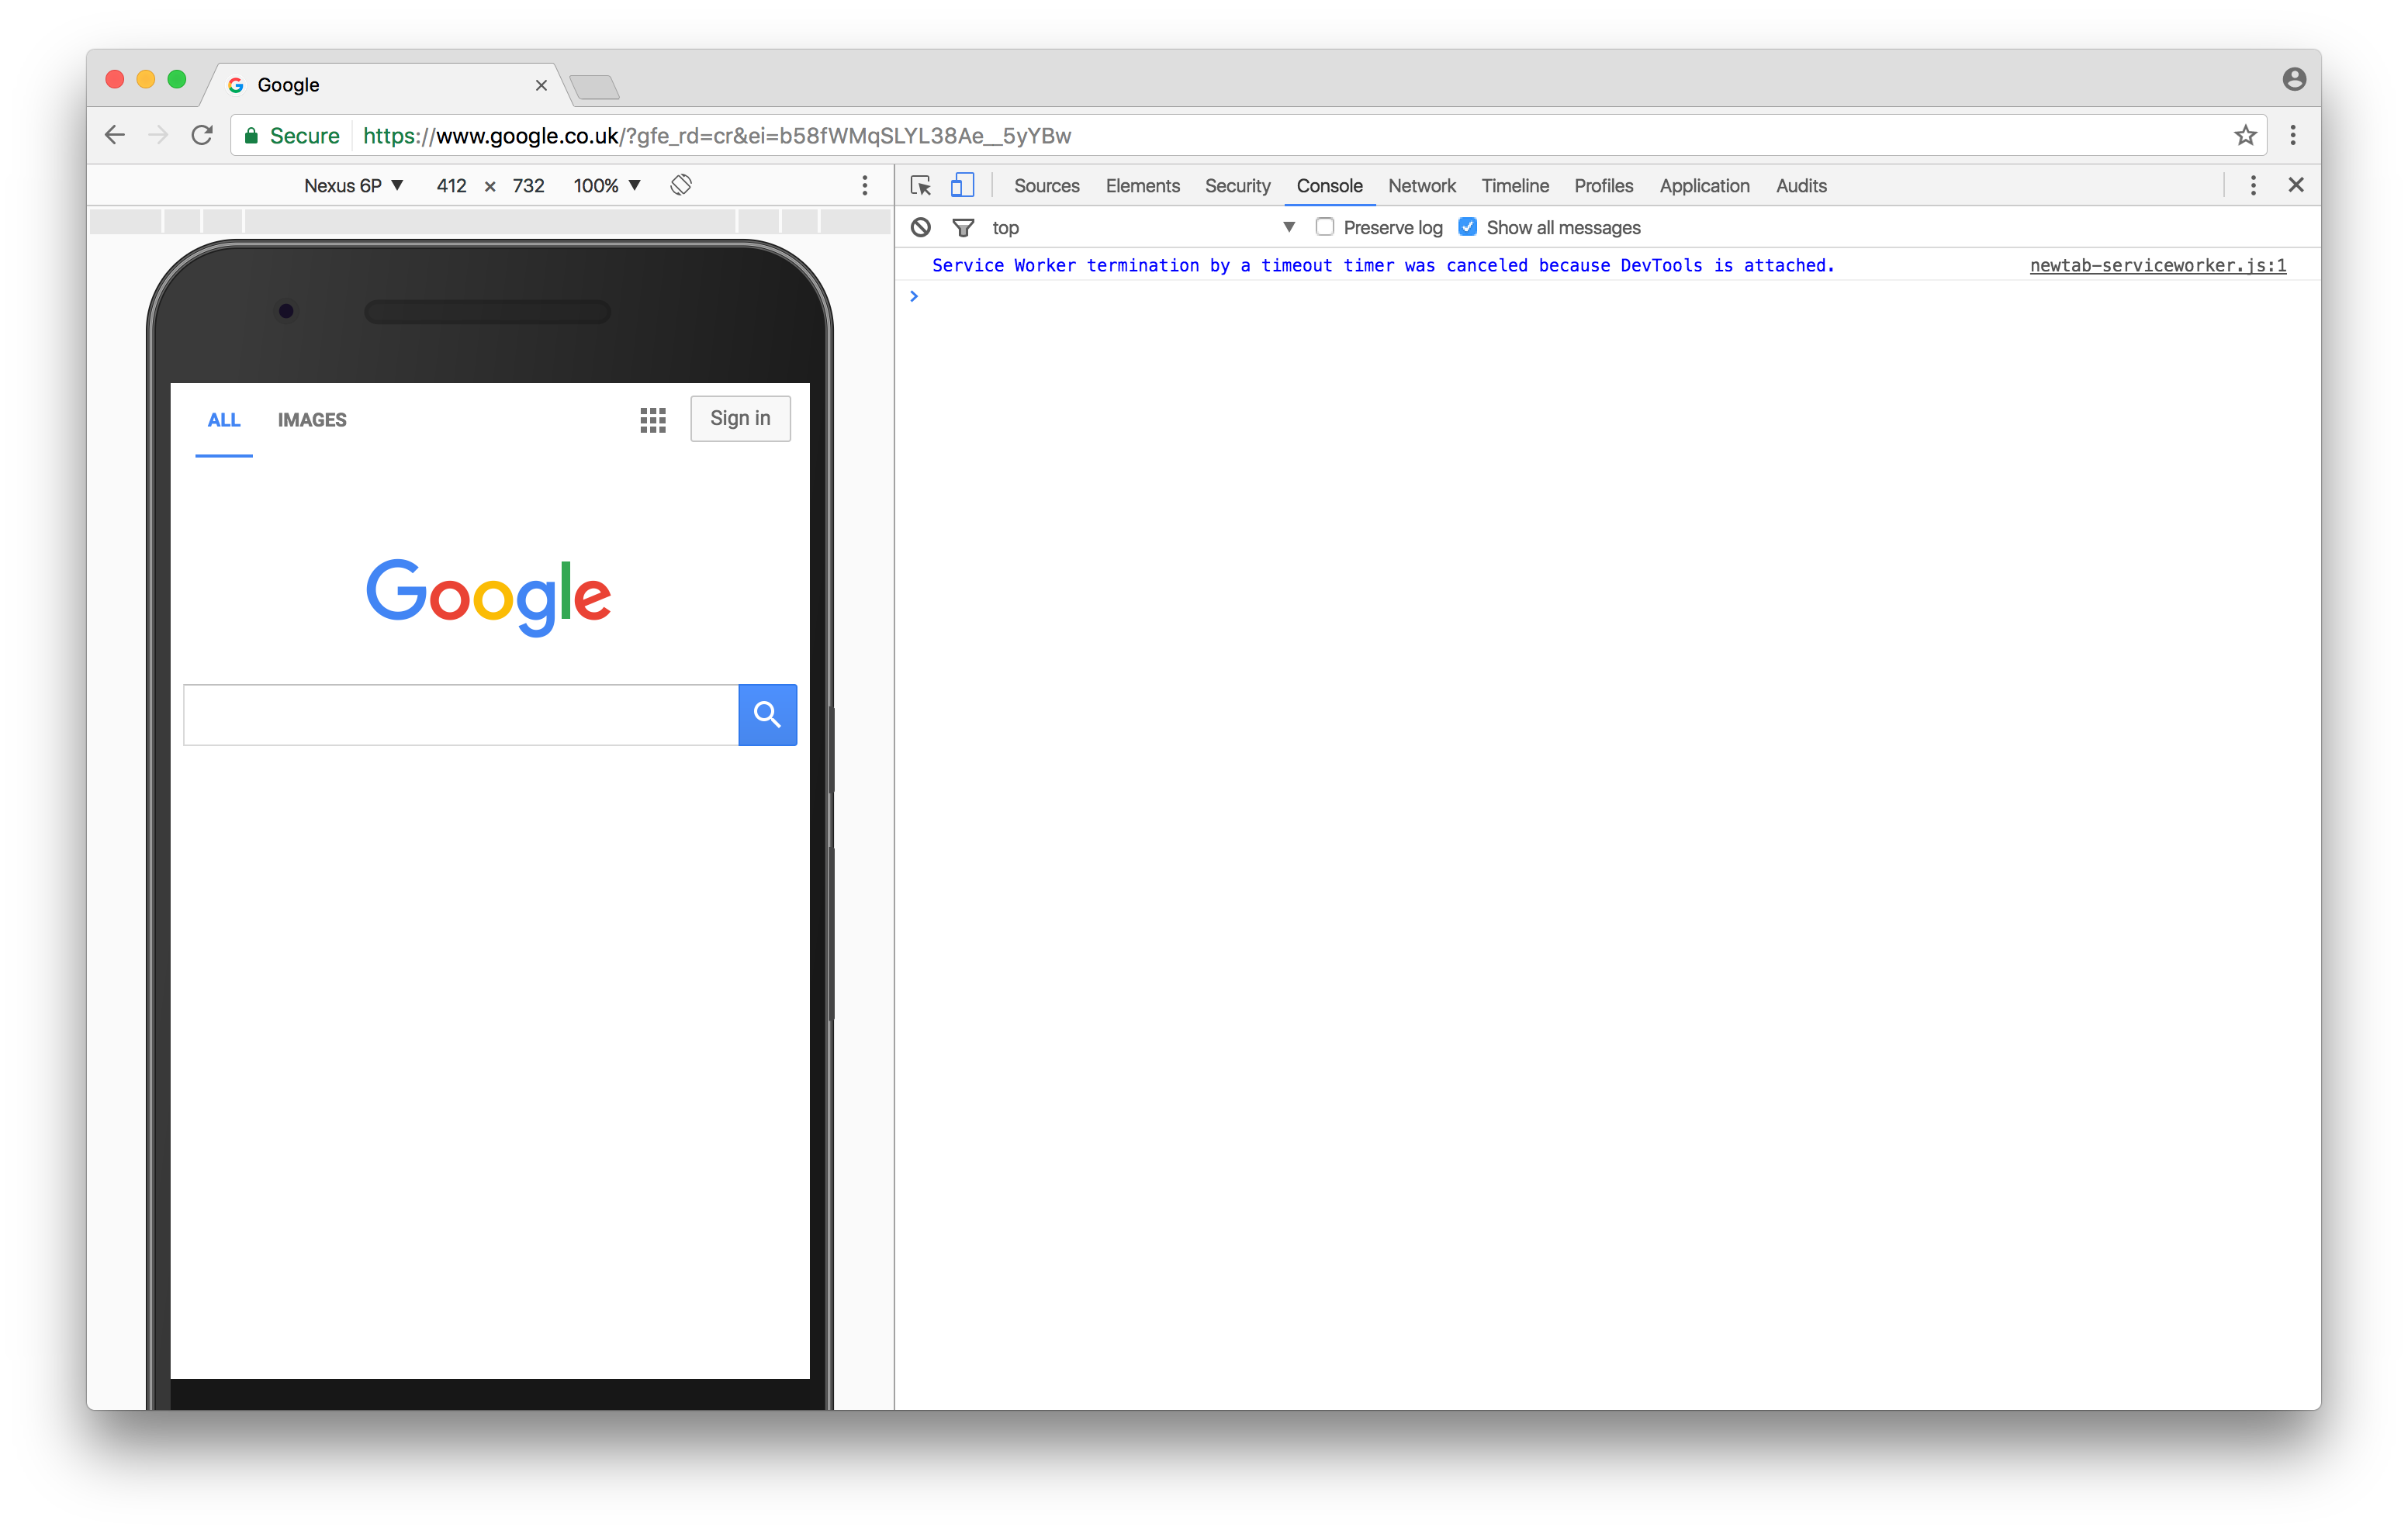 Google
Secure https://www.google.co.uk/?gfe_rd=cr&ei=b58fWMqSLYL38Ae__5yYBw
Nexus 6P 412 × 732 100%
Sources Elements Security Console Network Timeline Profiles Application Audits
top Preserve log Show all messages
Service Worker termination by a timeout timer was canceled because DevTools is attached. newtab-serviceworker.js:1
ALL IMAGES Sign in
Google